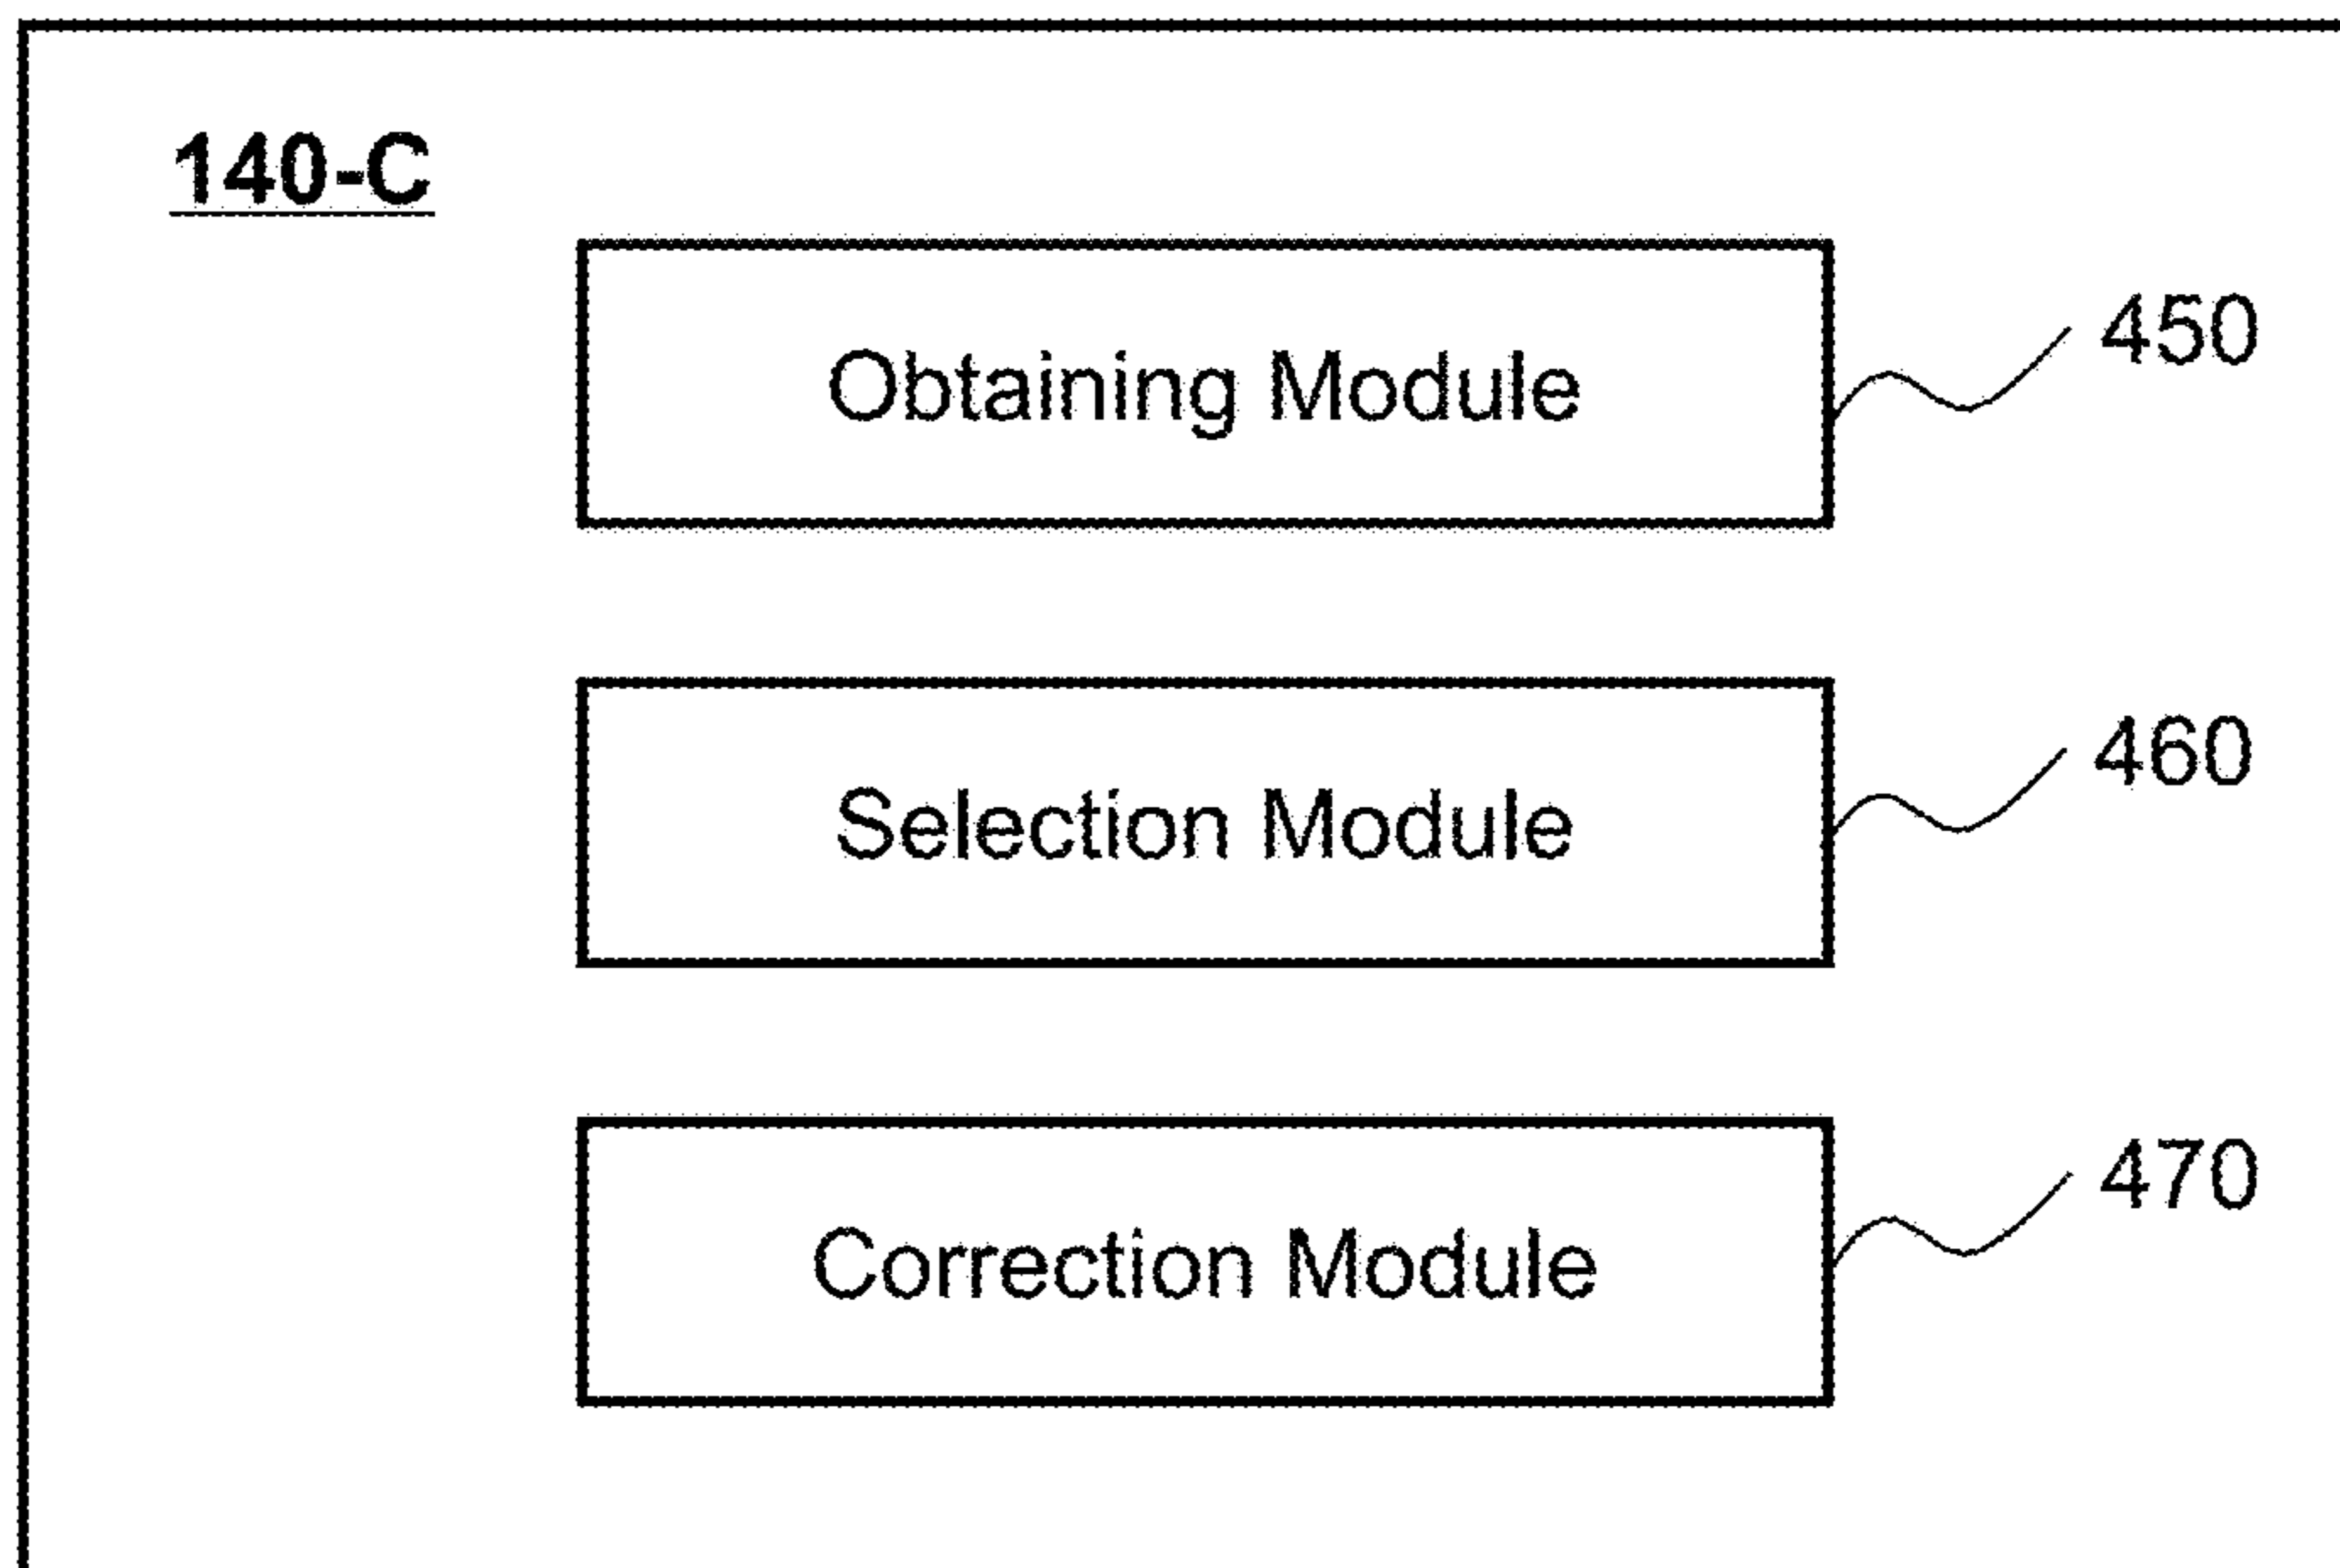 140-C
Obtaining Module
450
Selection Module
460
Correction Module
470